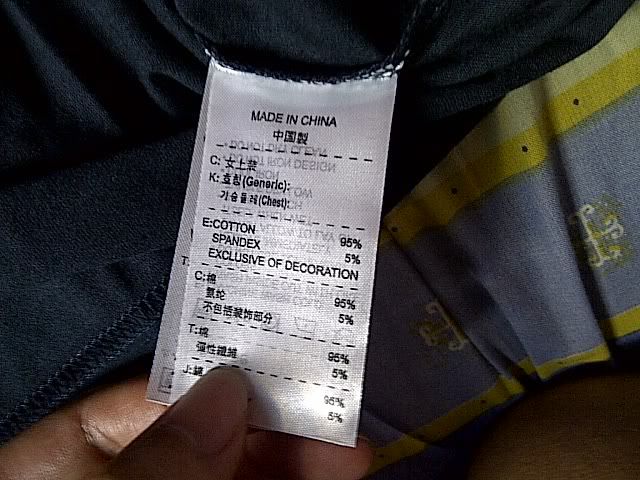 MADE IN CHINA
中国製
C: 女上装
K: 호칭(Generic):
가슴둘레(Chest):
E:COTTON 95%
SPANDEX 5%
EXCLUSIVE OF DECORATION
C:棉 95%
氨纶 5%
不包括装饰部分
T:
T:棉 95%
彈性纖維 5%
J:綿 95%
5%